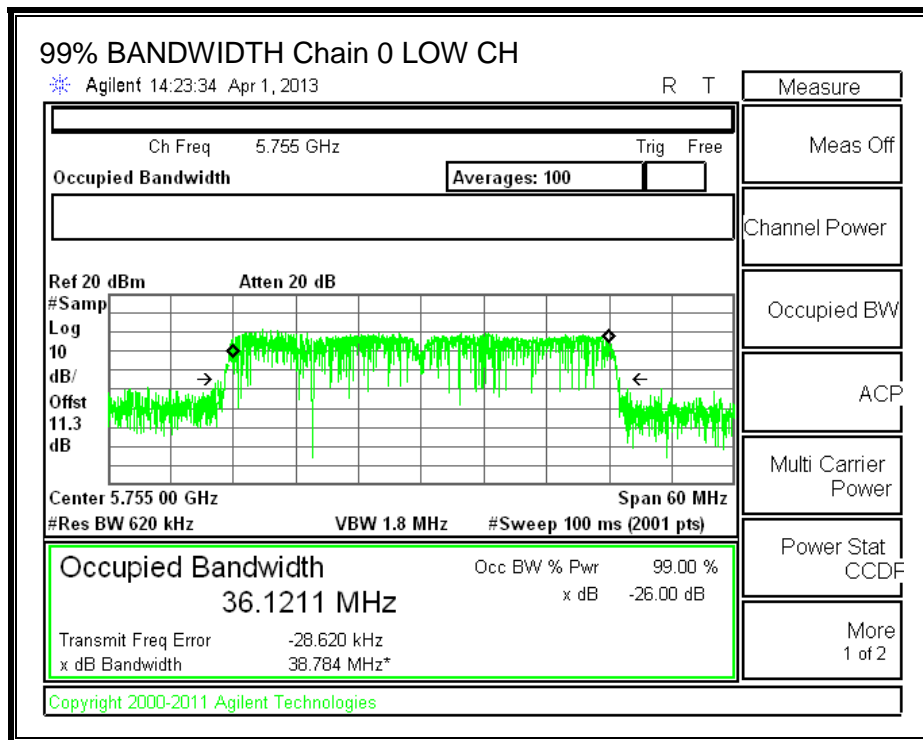 99% BANDWIDTH Chain 0 LOW CH
Agilent 14:23:34 Apr 1, 2013 R T
Measure
Ch Freq 5.755 GHz Trig Free
Meas Off
Occupied Bandwidth Averages: 100
Channel Power
Ref 20 dBm Atten 20 dB
#Samp
Log
10
dB/
Offst
11.3
dB
Occupied BW
ACP
Center 5.755 00 GHz Span 60 MHz
#Res BW 620 kHz VBW 1.8 MHz #Sweep 100 ms (2001 pts)
Multi Carrier
Power
Occupied Bandwidth Occ BW % Pwr 99.00 %
36.1211 MHz x dB -26.00 dB
Transmit Freq Error -28.620 kHz
x dB Bandwidth 38.784 MHz*
Power Stat
CCDF
More
1 of 2
Copyright 2000-2011 Agilent Technologies